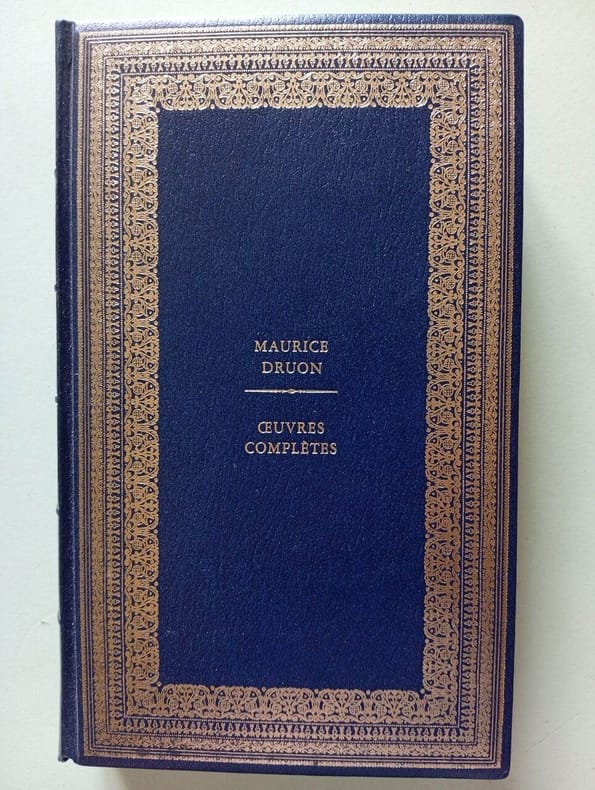 MAURICE
DRUON
ŒUVRES
COMPLÈTES